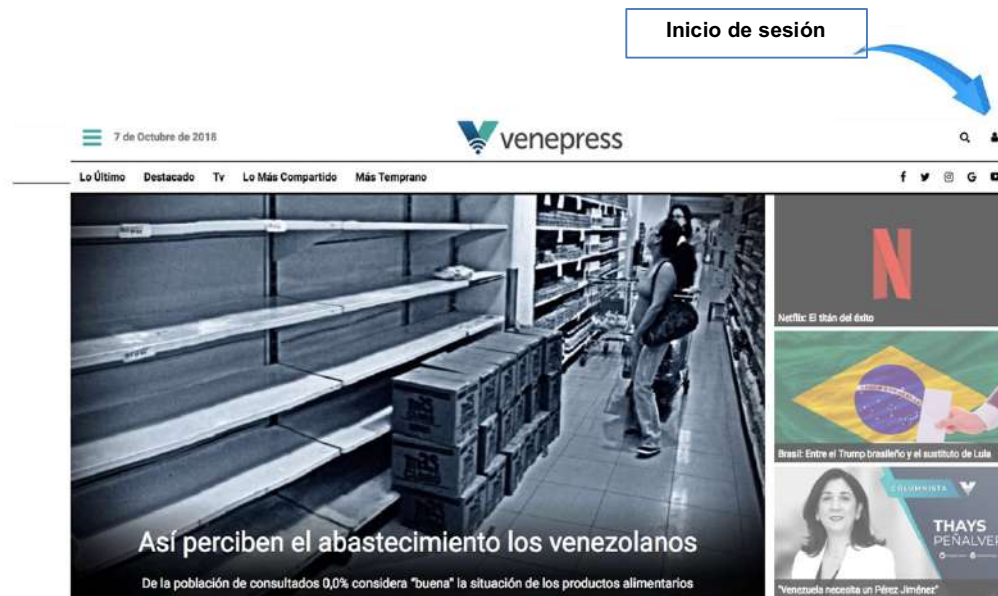 Inicio de sesión
7 de Octubre de 2018
venepress
Lo Último Destacado Tv Lo Más Compartido Más Temprano
N
Netflix: El titán del éxito
Brasil: Entre el Trump brasileño y el sustituto de Lula
COLUMNISTA
THAYS
PEÑALVER
"Venezuela necesita un Pérez Jiménez"
Así perciben el abastecimiento los venezolanos
De la población de consultados 0,0% considera "buena" la situación de los productos alimentarios